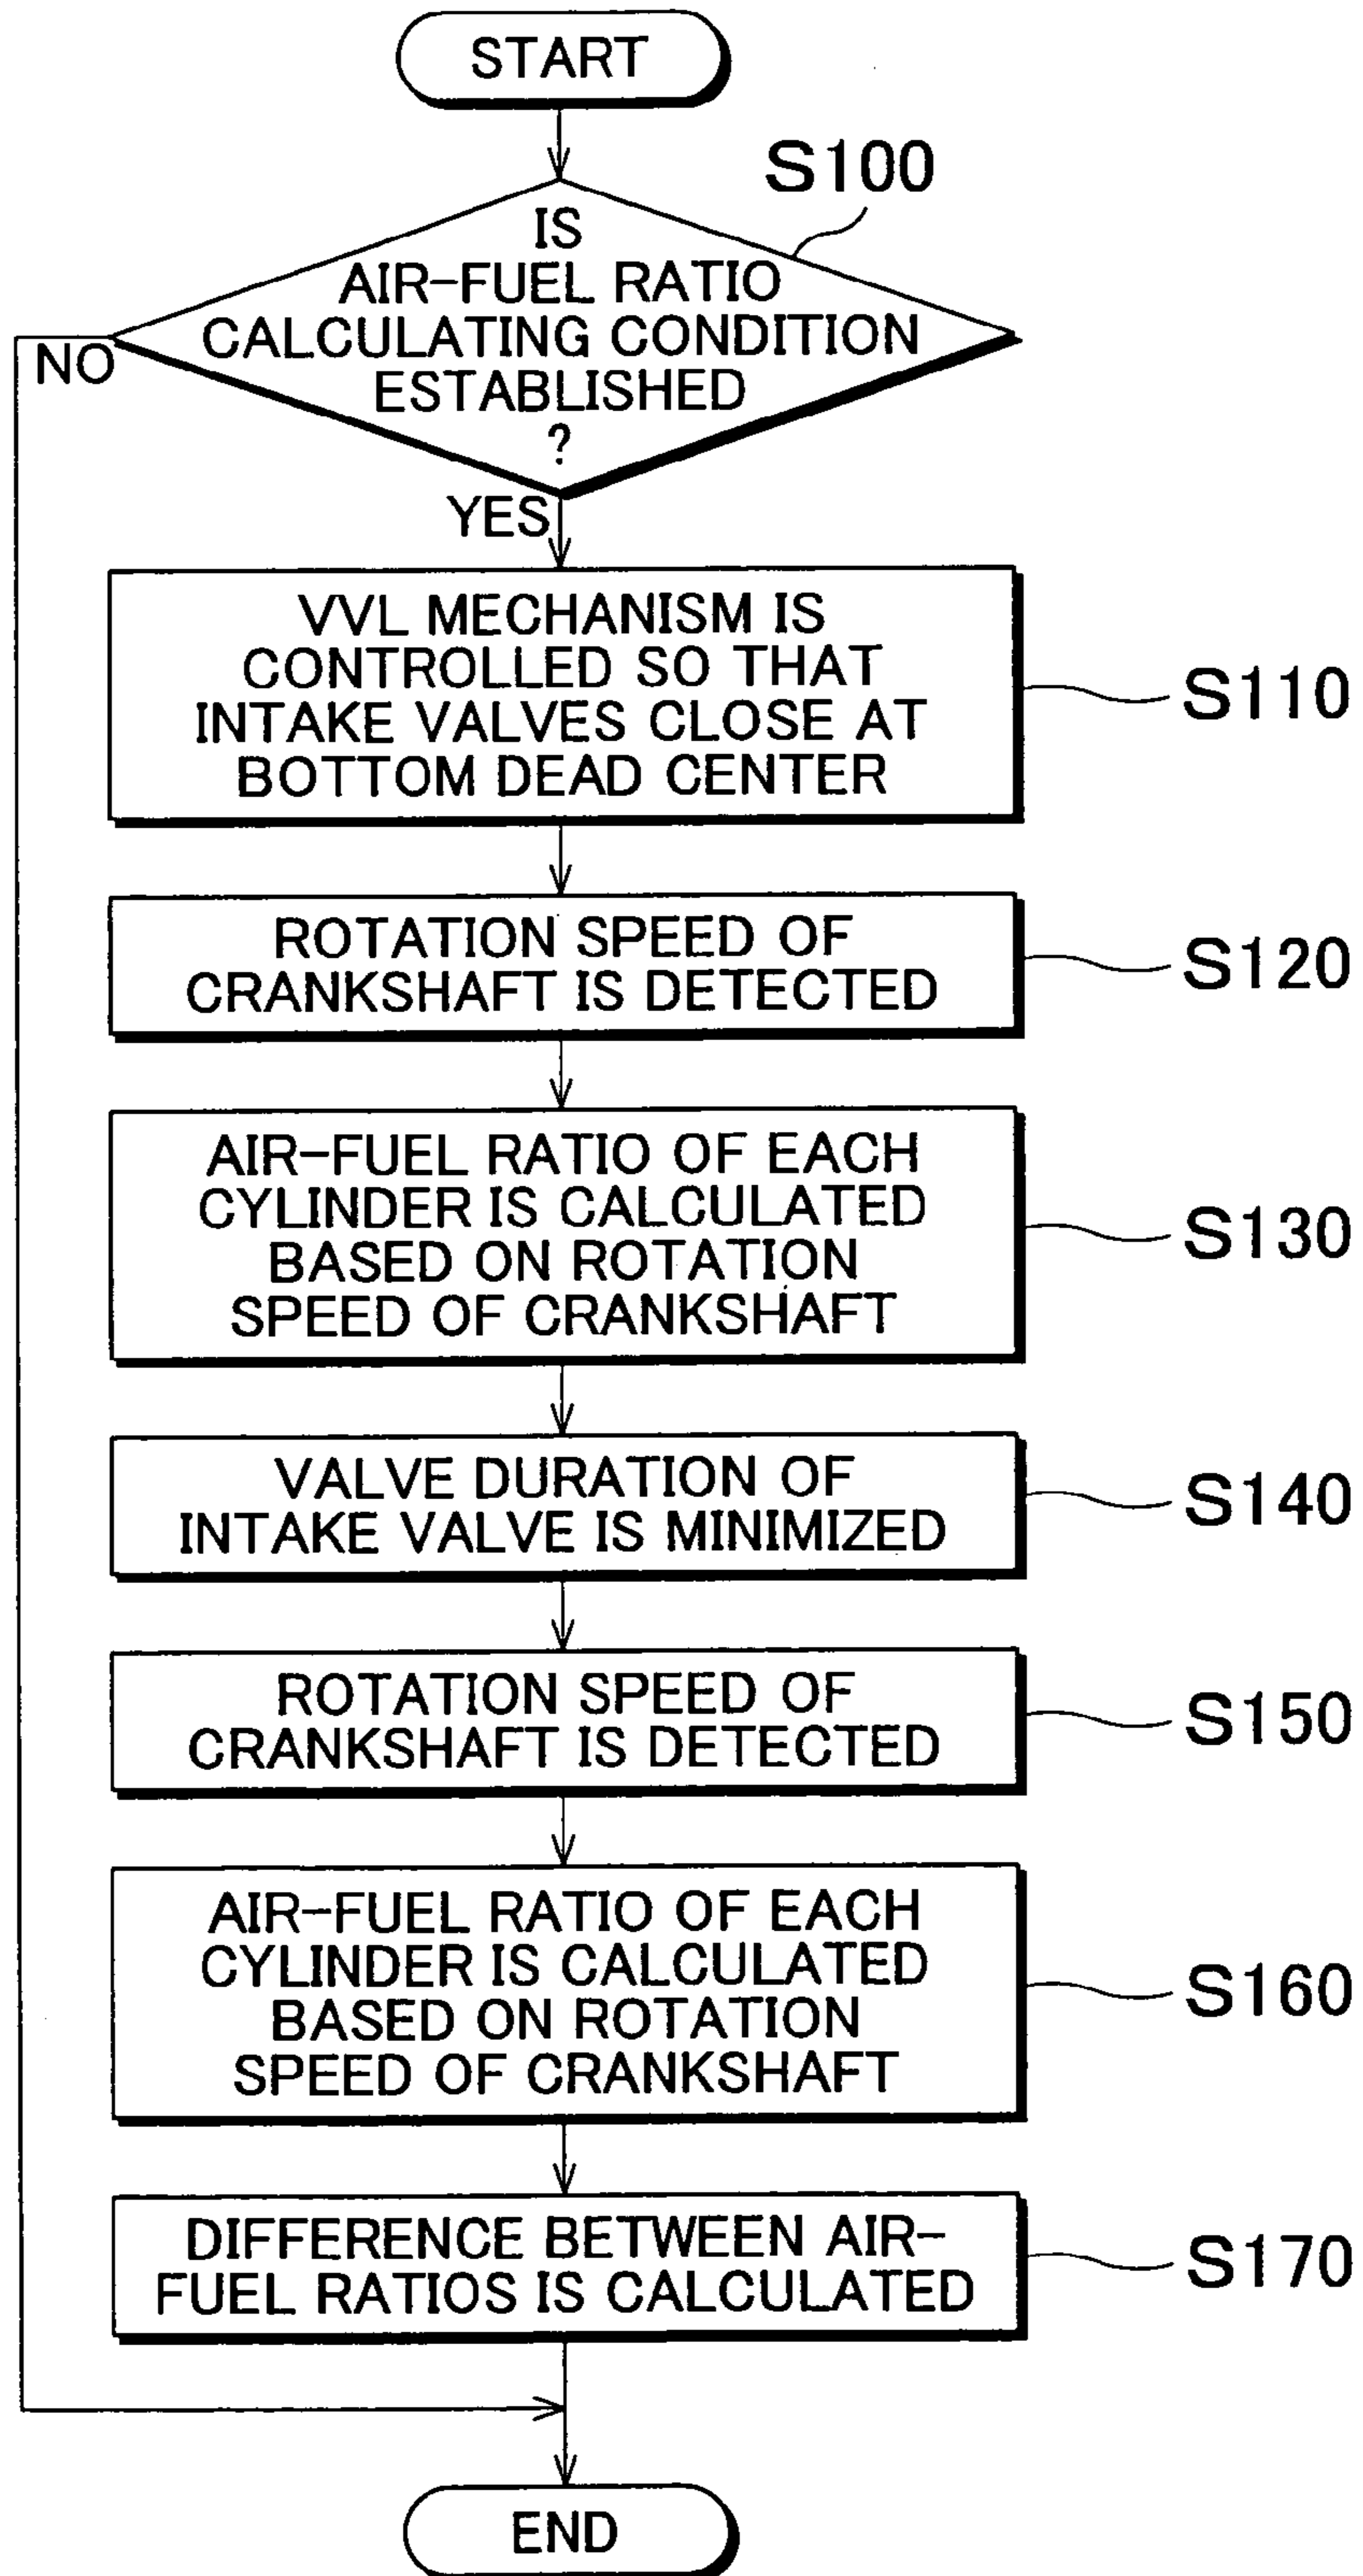 START
S100
IS
AIR-FUEL RATIO
CALCULATING CONDITION
ESTABLISHED
?
NO
YES
VVL MECHANISM IS
CONTROLLED SO THAT
INTAKE VALVES CLOSE AT
BOTTOM DEAD CENTER
S110
ROTATION SPEED OF
CRANKSHAFT IS DETECTED
S120
AIR-FUEL RATIO OF EACH
CYLINDER IS CALCULATED
BASED ON ROTATION
SPEED OF CRANKSHAFT
S130
VALVE DURATION OF
INTAKE VALVE IS MINIMIZED
S140
ROTATION SPEED OF
CRANKSHAFT IS DETECTED
S150
AIR-FUEL RATIO OF EACH
CYLINDER IS CALCULATED
BASED ON ROTATION
SPEED OF CRANKSHAFT
S160
DIFFERENCE BETWEEN AIR-
FUEL RATIOS IS CALCULATED
S170
END